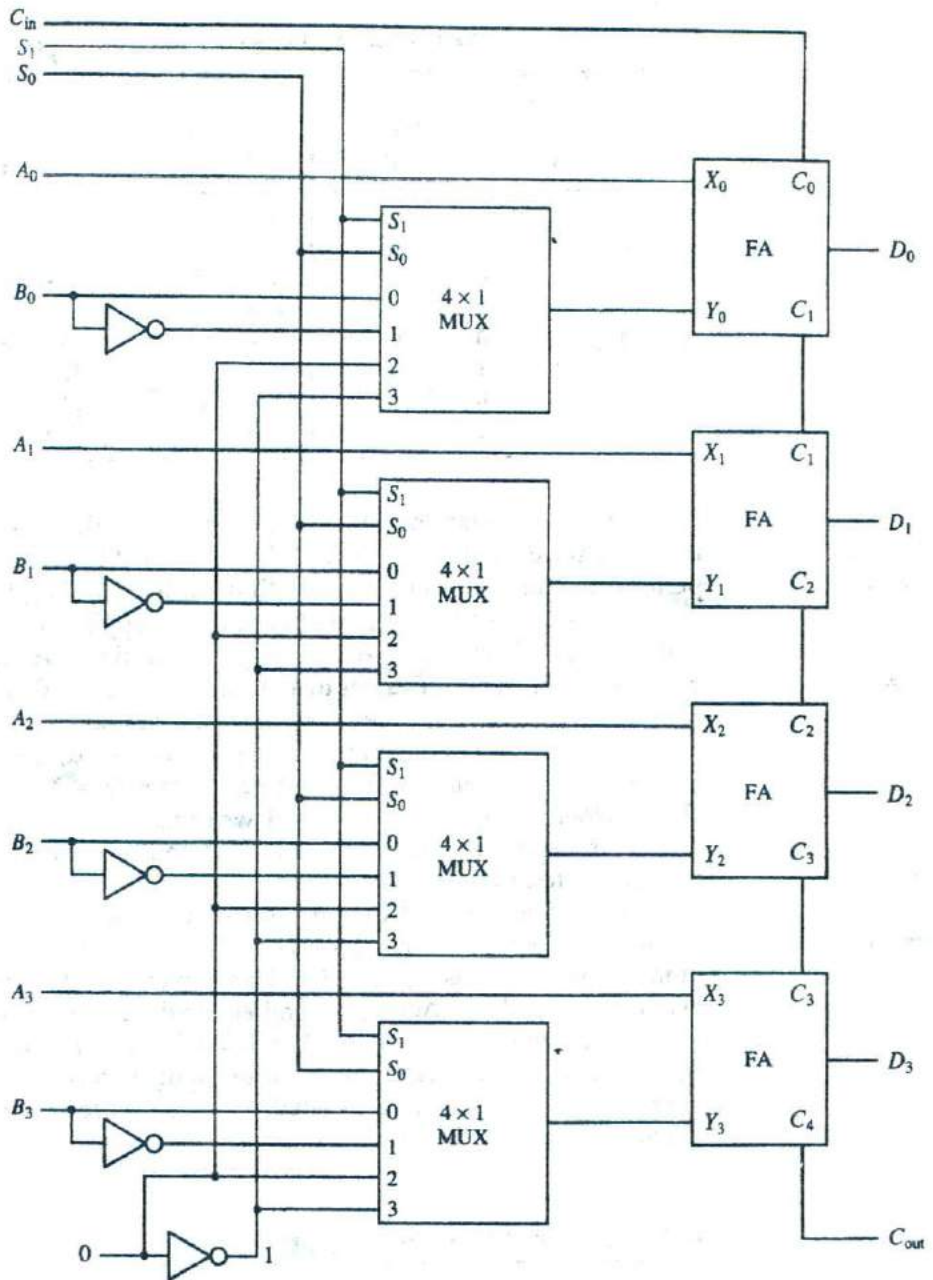 C_in
S_1
S_0
A_0
X_0 C_0
S_1
S_0
FA
D_0
B_0
0
4 × 1
MUX
Y_0 C_1
1
2
3
A_1
X_1 C_1
S_1
S_0
FA
D_1
B_1
0
4 × 1
MUX
Y_1 C_2
1
2
3
A_2
X_2 C_2
S_1
S_0
FA
D_2
B_2
0
4 × 1
MUX
Y_2 C_3
1
2
3
A_3
X_3 C_3
S_1
S_0
FA
D_3
B_3
0
4 × 1
MUX
Y_3 C_4
1
2
3
0
1
C_out